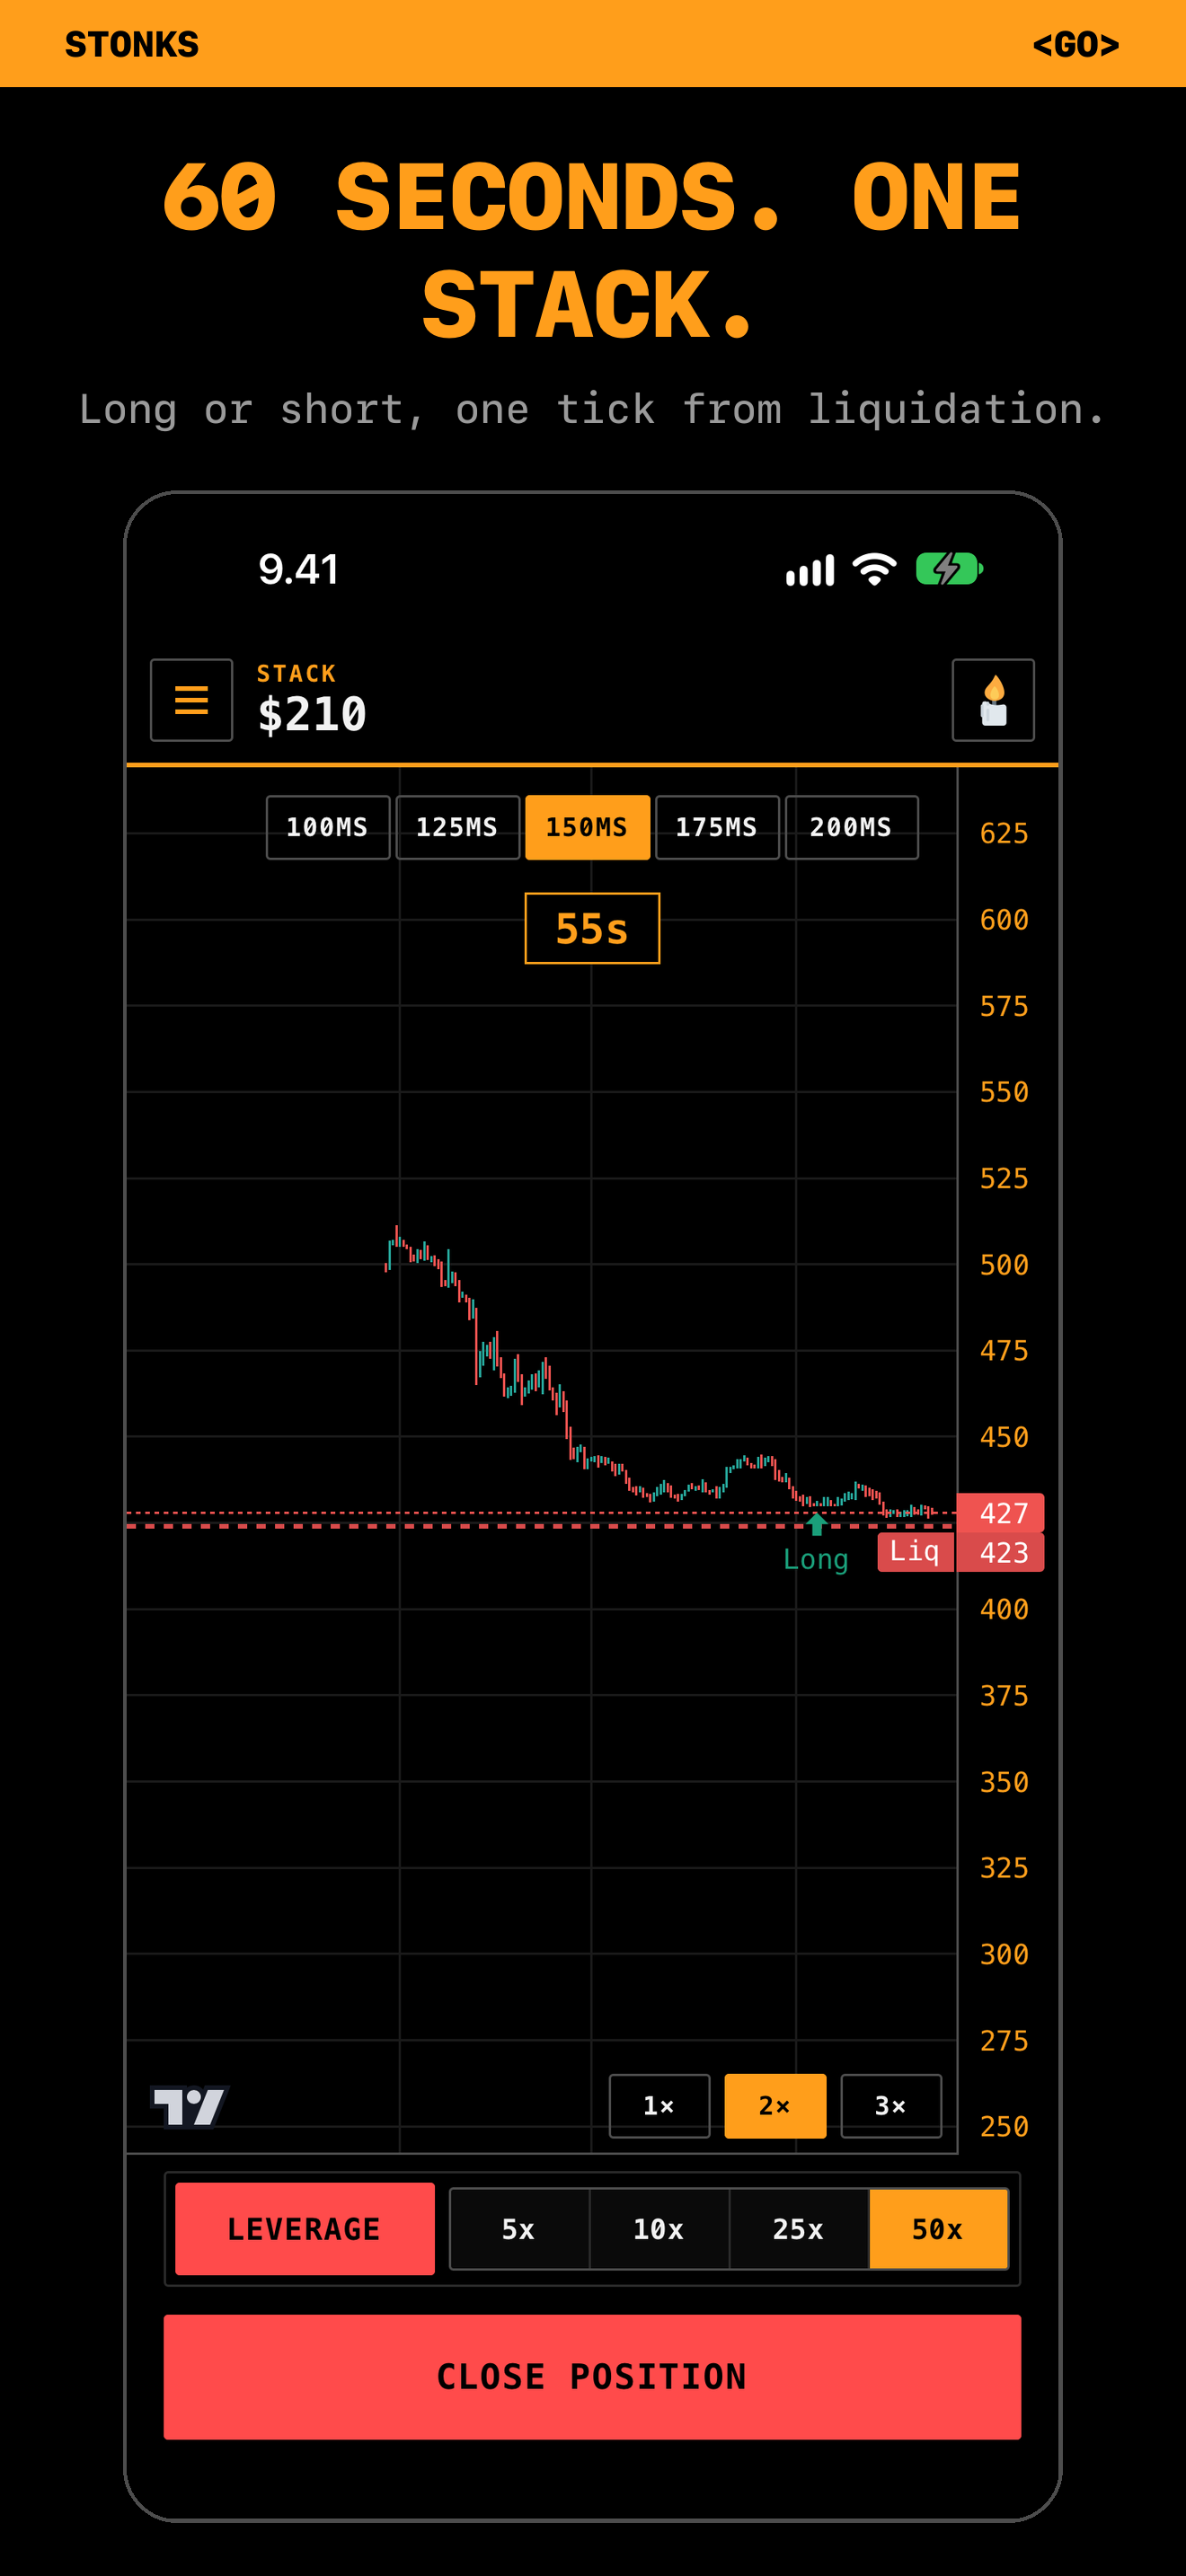 STONKS <GO>
60 SECONDS. ONE
STACK.
Long or short, one tick from liquidation.
9.41
STACK
$210
100MS 125MS 150MS 175MS 200MS
625
55s
600
575
550
525
500
475
450
427
Liq 423
Long
400
375
350
325
300
275
1× 2× 3×
250
LEVERAGE 5x 10x 25x 50x
CLOSE POSITION